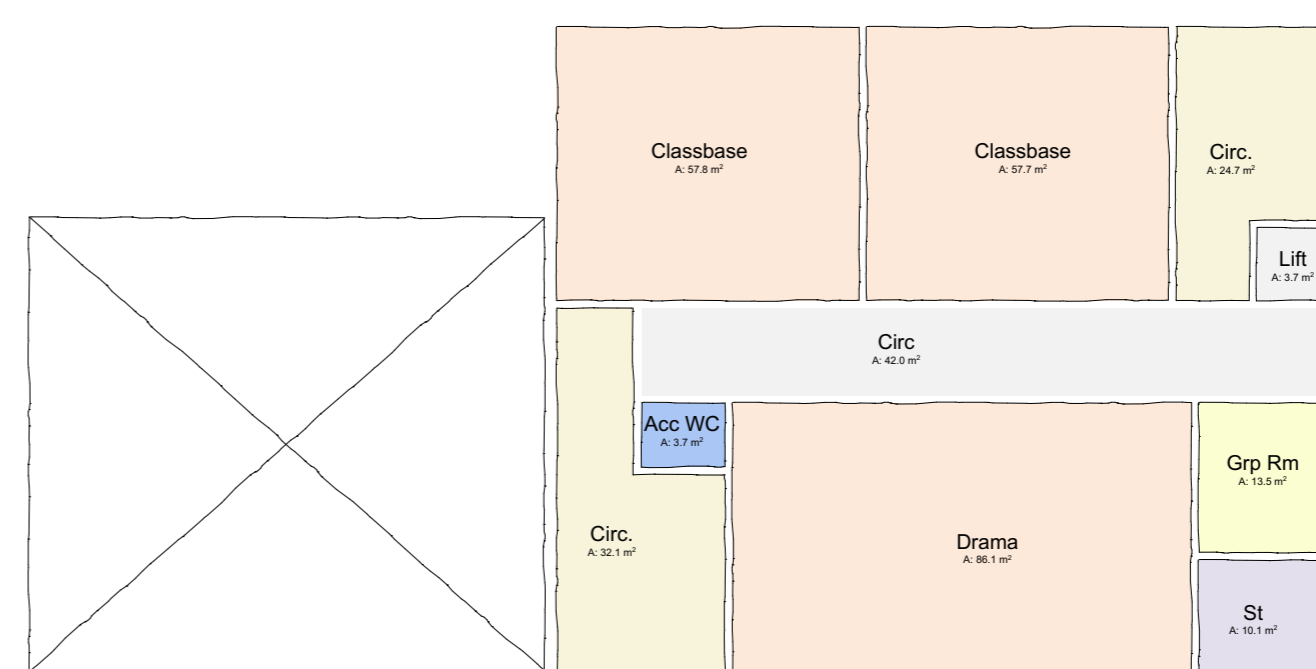 Classbase
A: 57.8 m²
Classbase
A: 57.7 m²
Circ.
A: 24.7 m²
Lift
A: 3.7 m²
Circ
A: 42.0 m²
Acc WC
A: 3.7 m²
Grp Rm
A: 13.5 m²
Circ.
A: 32.1 m²
Drama
A: 86.1 m²
St
A: 10.1 m²